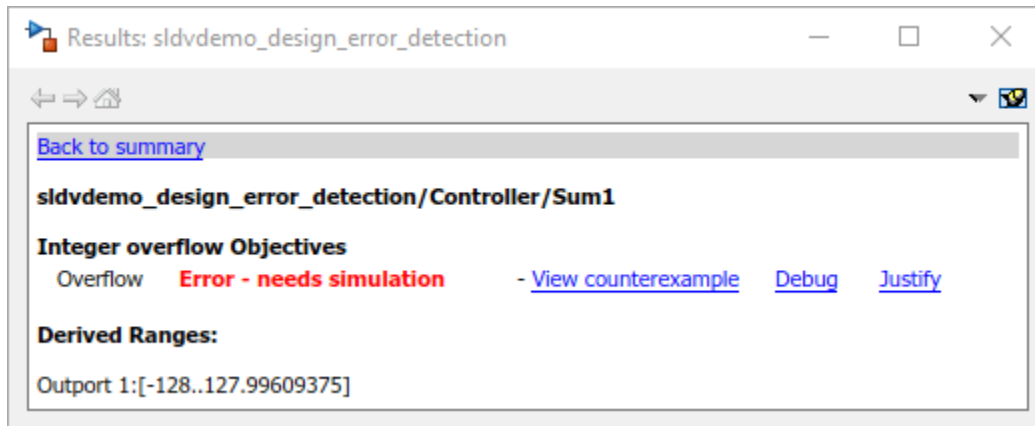 Results: sldvdemo_design_error_detection
Back to summary
sldvdemo_design_error_detection/Controller/Sum1
Integer overflow Objectives
Overflow Error - needs simulation - View counterexample Debug Justify
Derived Ranges:
Outport 1:[-128..127.99609375]